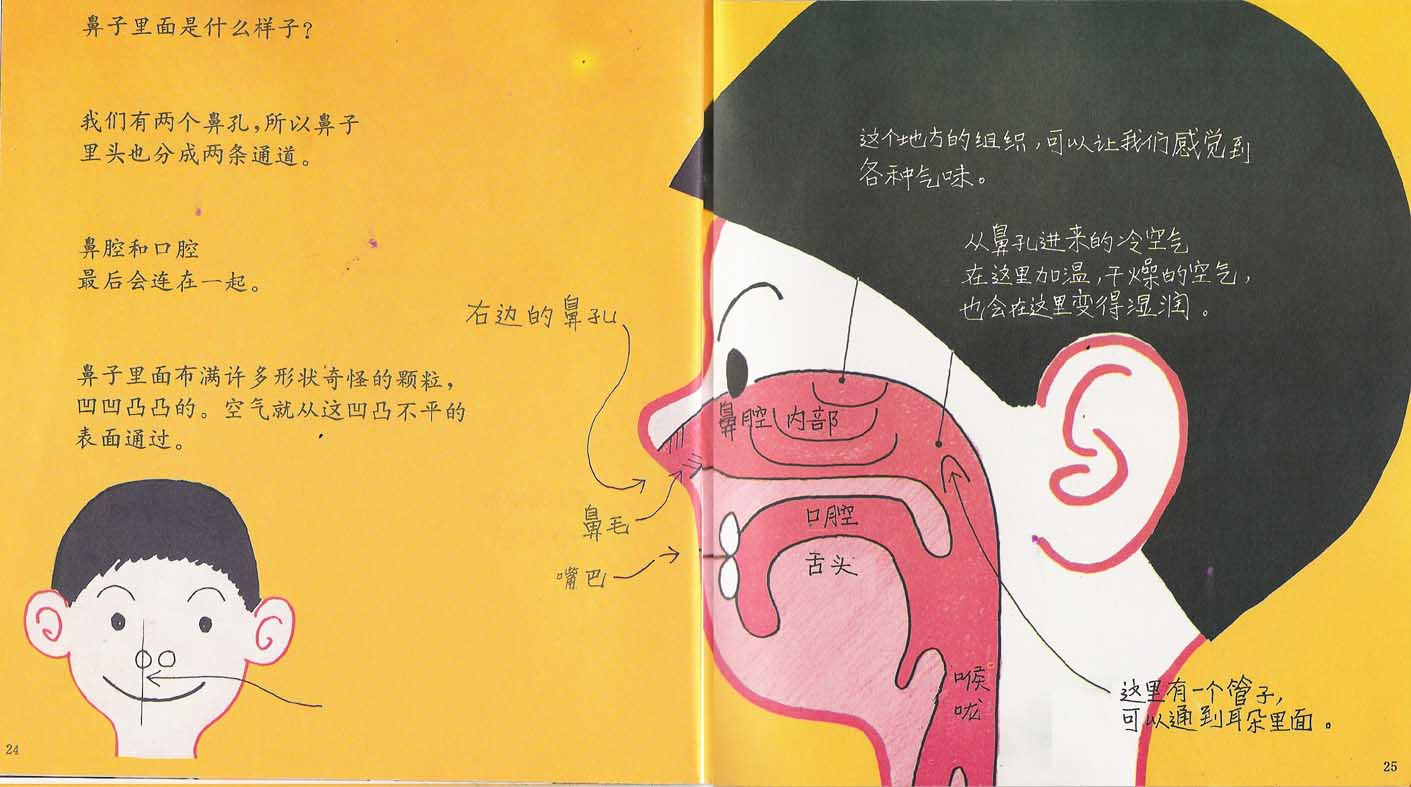 鼻子里面是什么样子？
我们有两个鼻孔，所以鼻子
里头也分成两条通道。
鼻腔和口腔
最后会连在一起。
鼻子里面布满许多形状奇怪的颗粒，
凹凹凸凸的。空气就从这凹凸不平的
表面通过。
24
右边的鼻孔
鼻毛
嘴巴
这个地方的组织，可以让我们感觉到
各种气味。
从鼻孔进来的冷空气
在这里加温，干燥的空气，
也会在这里变得湿润。
鼻腔内部
口腔
舌头
喉
咙
这里有一个管子，
可以通到耳朵里面。
25